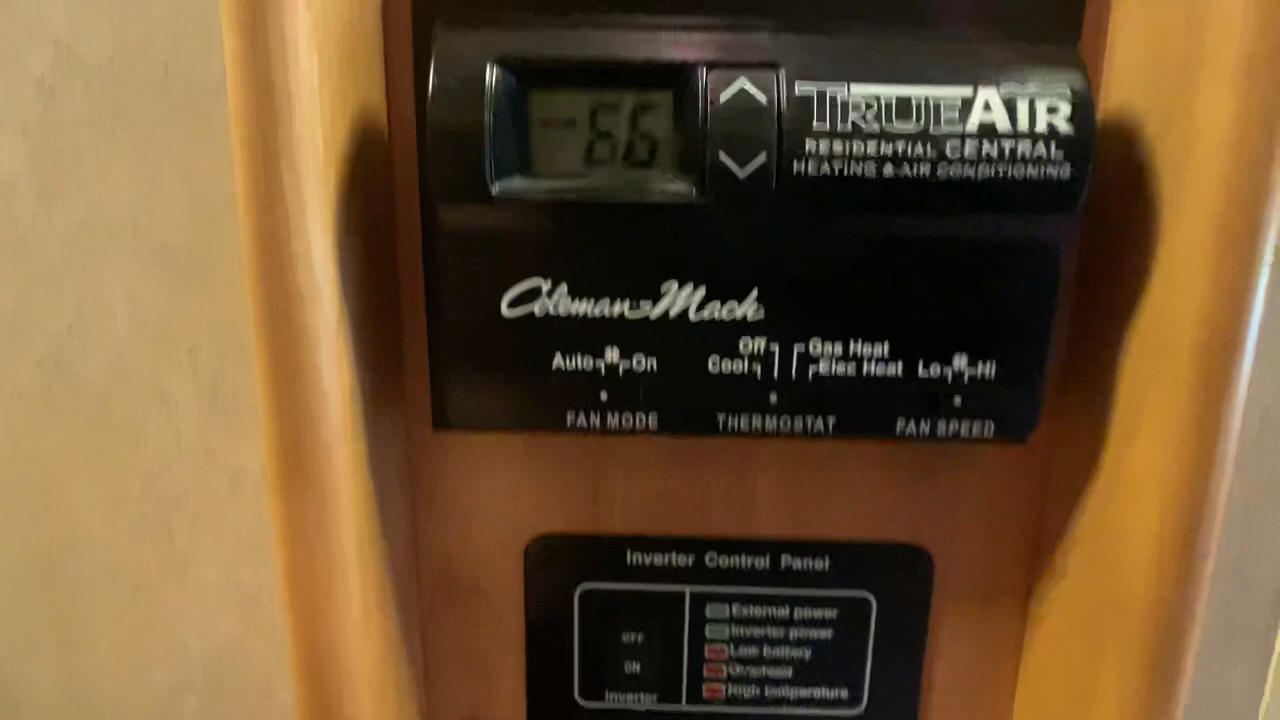 66
TRUEAIR
RESIDENTIAL CENTRAL
HEATING & AIR CONDITIONING
Coleman-Mach
Auto On
Off
Cool
Gas Heat
Elec Heat
Lo Hi
FAN MODE
THERMOSTAT
FAN SPEED
Inverter Control Panel
OFF
ON
Inverter
External power
Inverter power
Low battery
Overload
High temperature